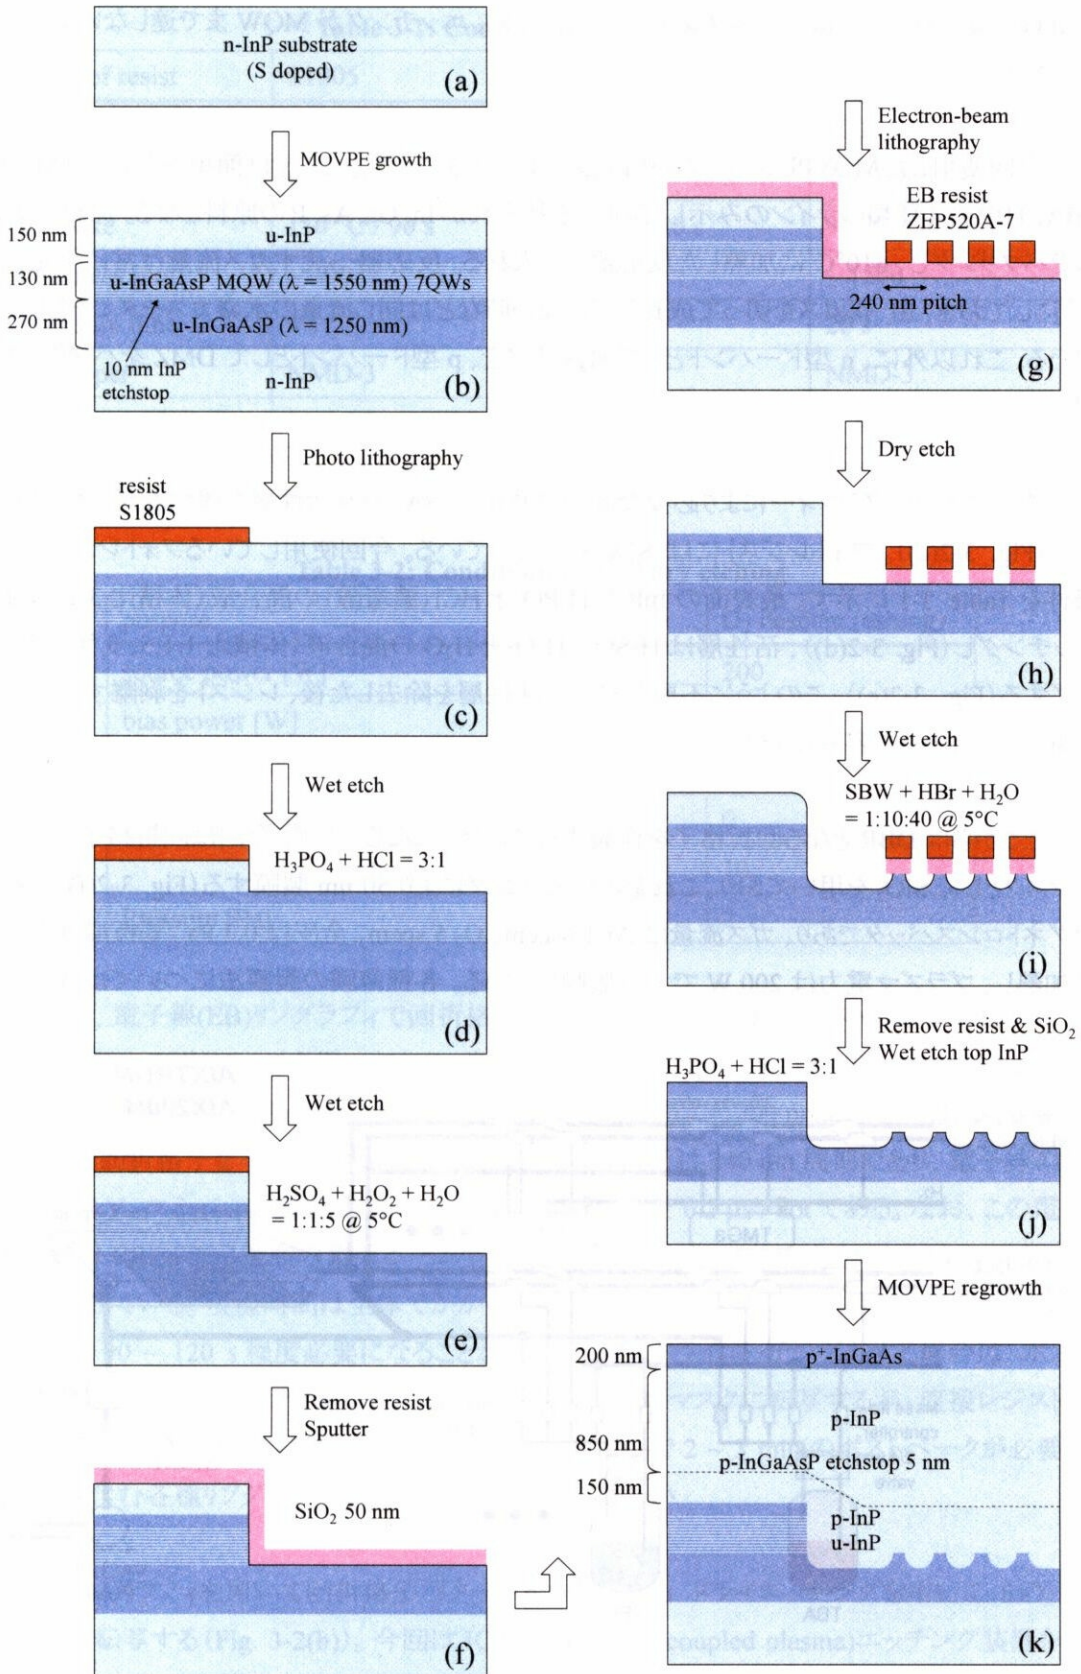 n-InP substrate
(S doped)
(a)
MOVPE growth
150 nm
130 nm
270 nm
u-InP
u-InGaAsP MQW (λ = 1550 nm) 7QWs
u-InGaAsP (λ = 1250 nm)
10 nm InP
etchstop
n-InP
(b)
Photo lithography
resist
S1805
(c)
Wet etch
H₃PO₄ + HCl = 3:1
(d)
Wet etch
H₂SO₄ + H₂O₂ + H₂O
= 1:1:5 @ 5°C
(e)
Remove resist
Sputter
SiO₂ 50 nm
(f)
Electron-beam
lithography
EB resist
ZEP520A-7
240 nm pitch
(g)
Dry etch
(h)
Wet etch
SBW + HBr + H₂O
= 1:10:40 @ 5°C
(i)
Remove resist & SiO₂
Wet etch top InP
H₃PO₄ + HCl = 3:1
(j)
MOVPE regrowth
200 nm
850 nm
150 nm
p⁺-InGaAs
p-InP
p-InGaAsP etchstop 5 nm
p-InP
u-InP
(k)